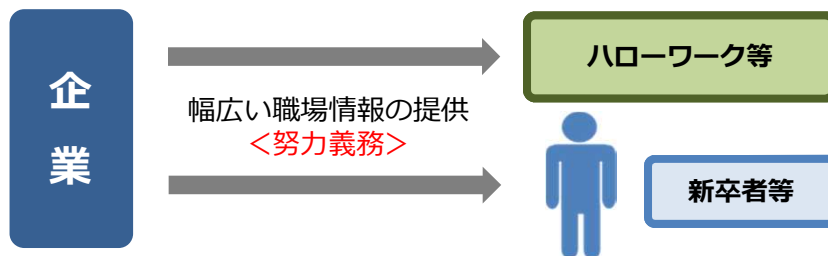 企業
ハローワーク等
幅広い職場情報の提供
＜努力義務＞
新卒者等